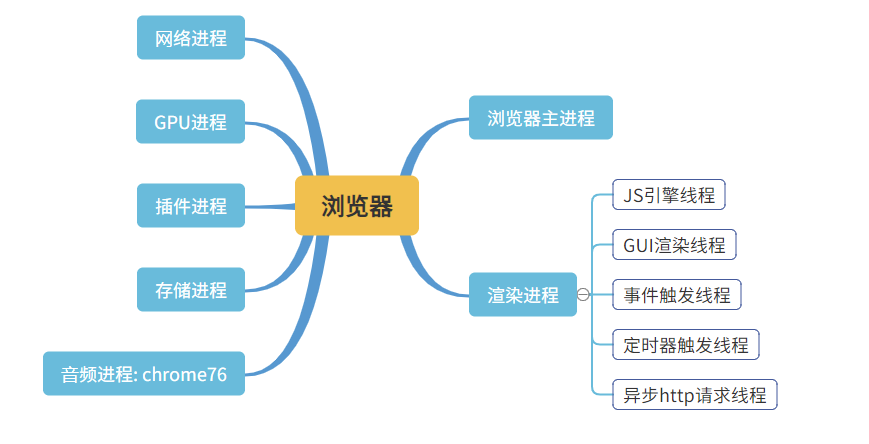 浏览器
浏览器主进程
渲染进程
JS引擎线程
GUI渲染线程
事件触发线程
定时器触发线程
异步http请求线程
网络进程
GPU进程
插件进程
存储进程
音频进程: chrome76